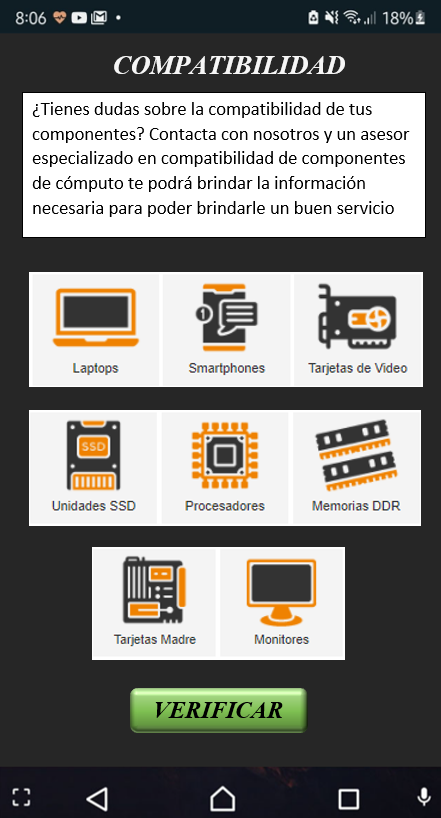 8:06 18%
COMPATIBILIDAD
¿Tienes dudas sobre la compatibilidad de tus
componentes? Contacta con nosotros y un asesor
especializado en compatibilidad de componentes
de cómputo te podrá brindar la información
necesaria para poder brindarle un buen servicio
1
Laptops Smartphones Tarjetas de Video
SSD
Unidades SSD Procesadores Memorias DDR
Tarjetas Madre Monitores
VERIFICAR